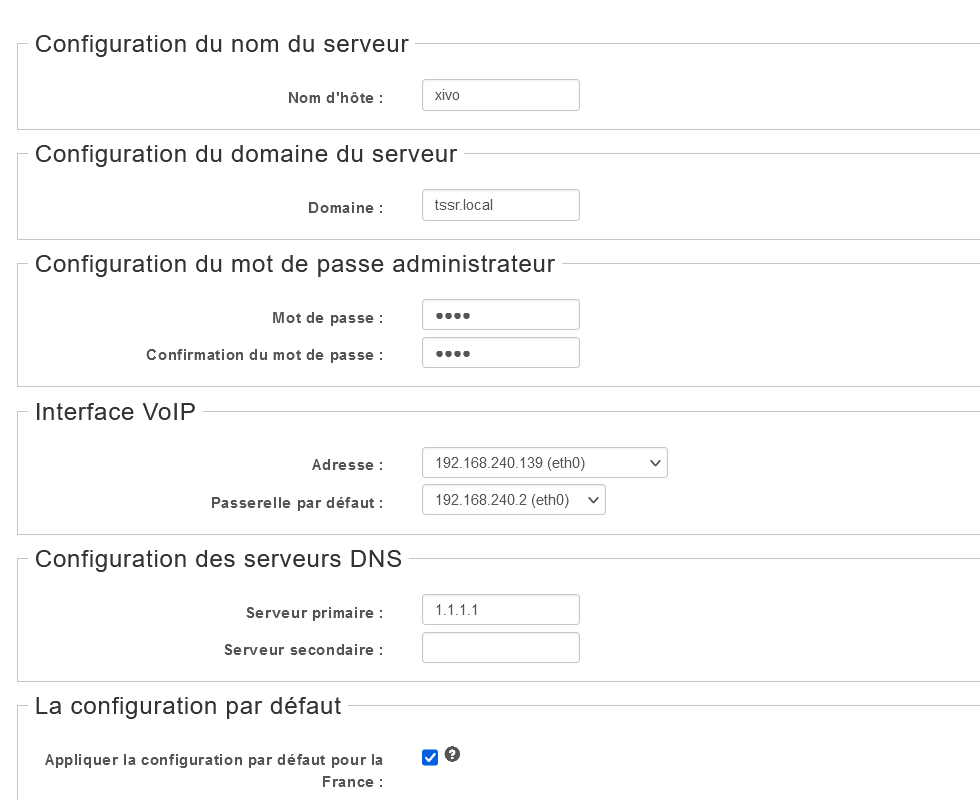 Configuration du nom du serveur
Nom d'hôte : xivo
Configuration du domaine du serveur
Domaine : tssr.local
Configuration du mot de passe administrateur
Mot de passe : ●●●●
Confirmation du mot de passe : ●●●●
Interface VoIP
Adresse : 192.168.240.139 (eth0)
Passerelle par défaut : 192.168.240.2 (eth0)
Configuration des serveurs DNS
Serveur primaire : 1.1.1.1
Serveur secondaire :
La configuration par défaut
Appliquer la configuration par défaut pour la
France :